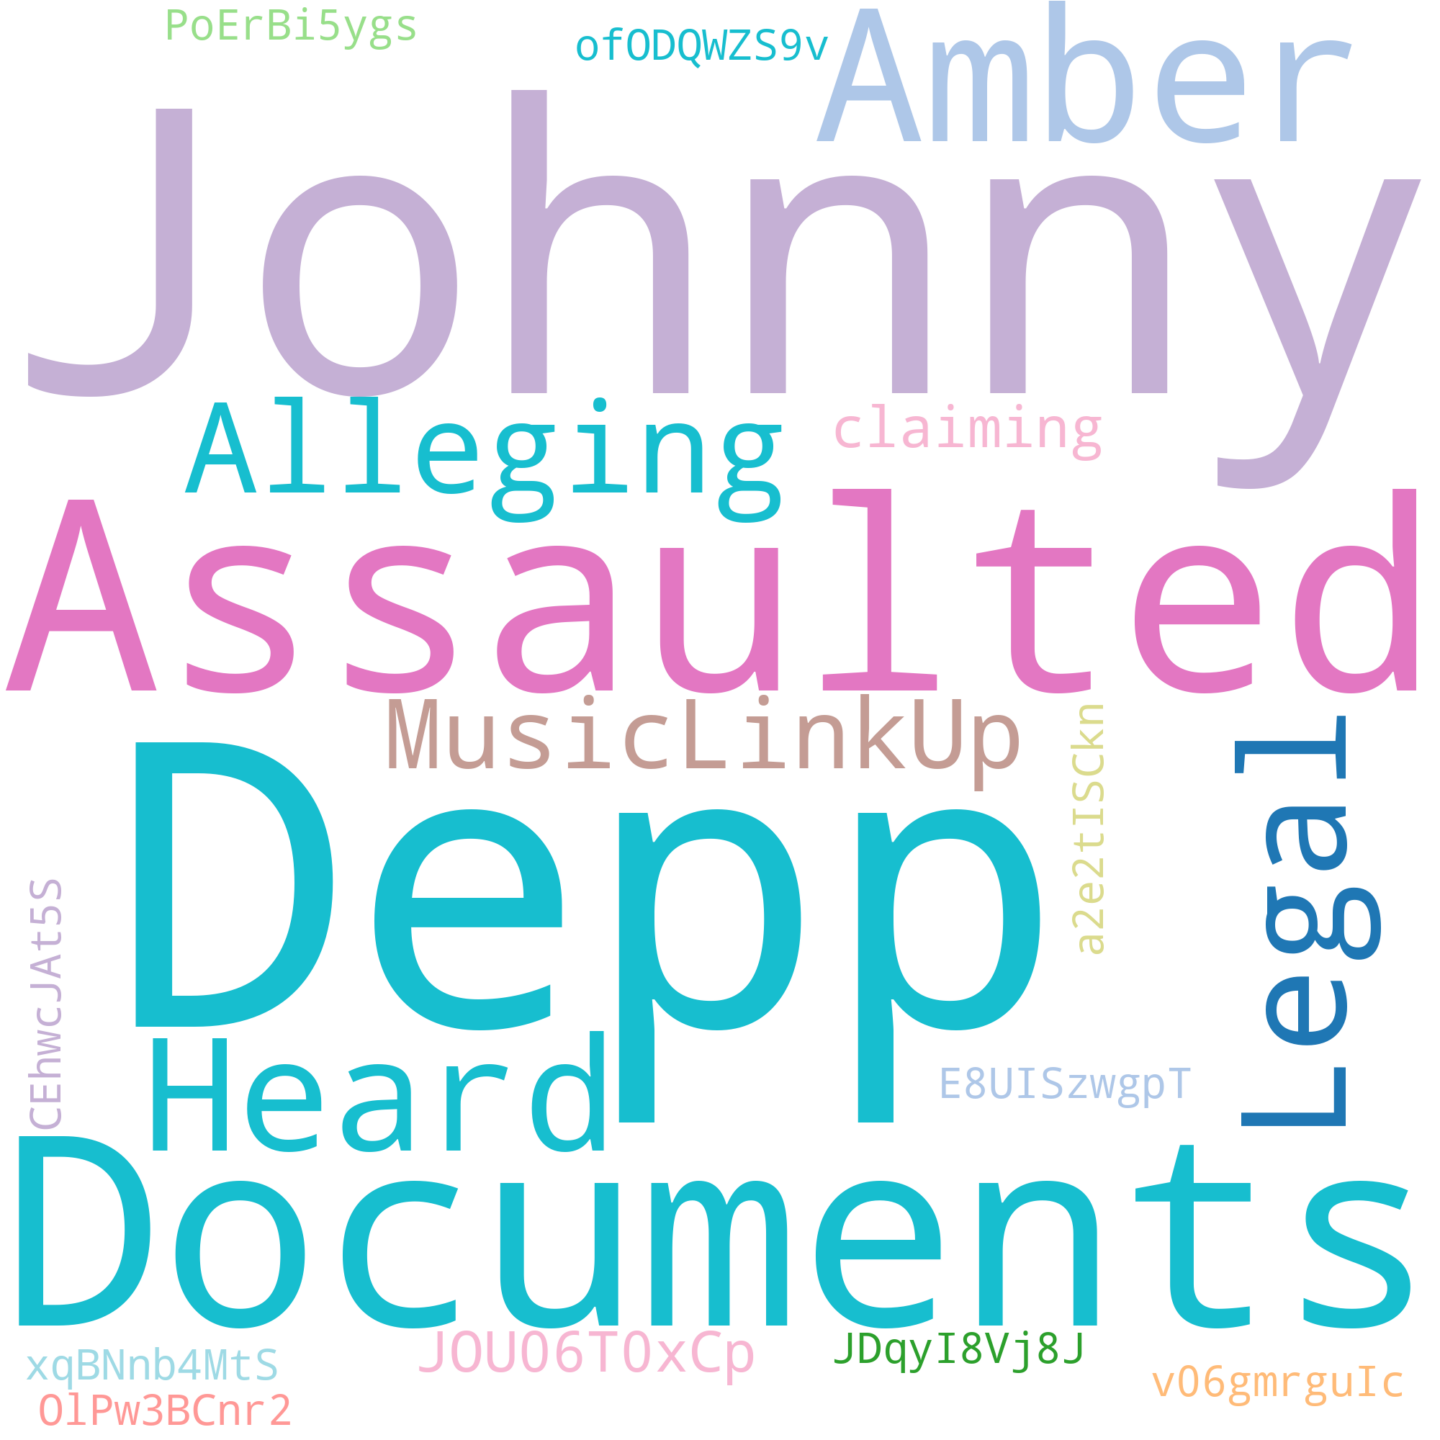 PoErBi5ygs
ofODQWZS9v
Amber
Johnny
Alleging
claiming
Assaulted
MusicLinkUp
a2e2tISCkn
Legal
Depp
CEhwcJAt5S
Heard
E8UISzwgpT
Documents
JOUO6TOxCp
JDqyI8Vj8J
xqBNnb4MtS
v06gmrguIc
OlPw3BCnr2